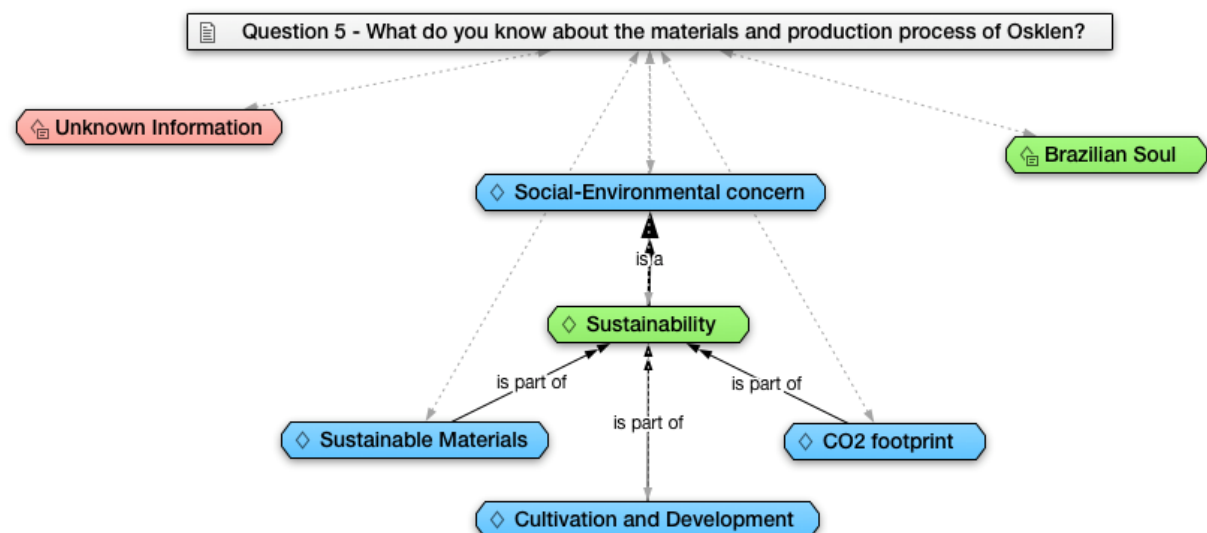 Question 5 - What do you know about the materials and production process of Osklen?
Unknown Information
Brazilian Soul
Social-Environmental concern
is a
Sustainability
is part of
is part of
is part of
Sustainable Materials
CO2 footprint
Cultivation and Development